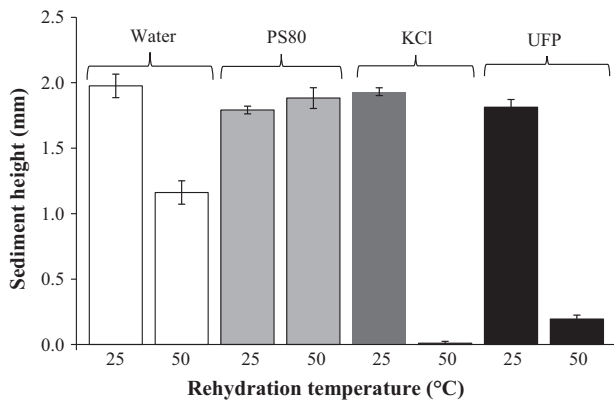 2.5
2.0
1.5
1.0
0.5
0.0
Sediment height (mm)
Water PS80 KCl UFP
25 50 25 50 25 50 25 50
Rehydration temperature (°C)